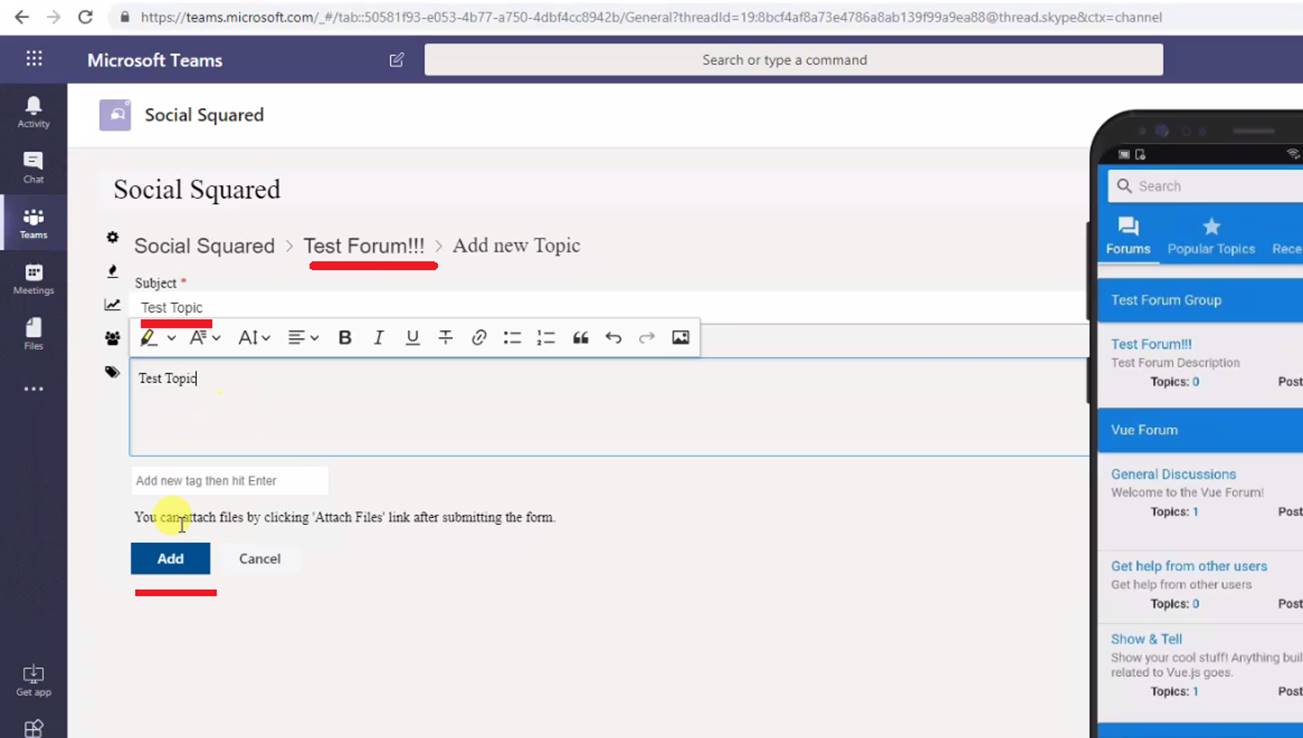 https://teams.microsoft.com/_#/tab::50581f93-e053-4b77-a750-4dbf4cc8942b/General?threadId=19:8bcf4af8a73e4786a8ab139f99a9ea88@thread.skype&ctx=channel
Microsoft Teams
Search or type a command
Activity
Chat
Teams
Meetings
Files
Get app
Social Squared
Social Squared
Social Squared > Test Forum!!! > Add new Topic
Subject *
Test Topic
Test Topic
Add new tag then hit Enter
You can attach files by clicking 'Attach Files' link after submitting the form.
Add Cancel
Search
Forums Popular Topics Rece
Test Forum Group
Test Forum!!!
Test Forum Description
Topics: 0 Post
Vue Forum
General Discussions
Welcome to the Vue Forum!
Topics: 1 Post
Get help from other users
Get help from other users
Topics: 0 Post
Show & Tell
Show your cool stuff! Anything buil
related to Vue.js goes.
Topics: 1 Post